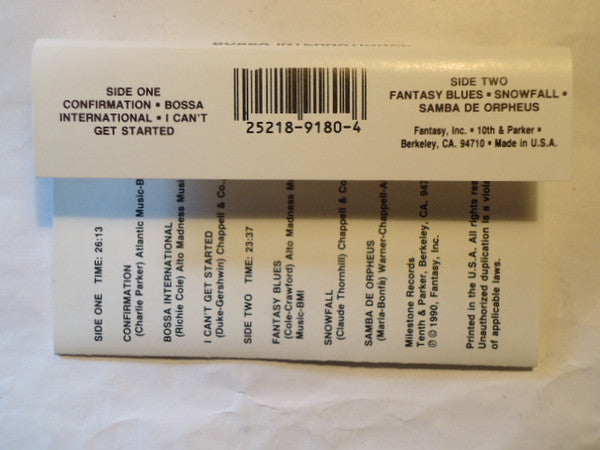 BOSSA INTERNATIONAL
SIDE ONE
CONFIRMATION ▪ BOSSA
INTERNATIONAL ▪ I CAN'T
GET STARTED
25218-9180-4
SIDE TWO
FANTASY BLUES ▪ SNOWFALL ▪
SAMBA DE ORPHEUS
Fantasy, Inc. ▪ 10th & Parker ▪
Berkeley, CA. 94710 ▪ Made in U.S.A.
SIDE ONE TIME: 26:13
CONFIRMATION
(Charlie Parker) Atlantic Music-B
BOSSA INTERNATIONAL
(Richie Cole) Alto Madness Musi
I CAN'T GET STARTED
(Duke-Gershwin) Chappell & Co.,
SIDE TWO TIME: 23:37
FANTASY BLUES
(Cole-Crawford) Alto Madness M
Music-BMI
SNOWFALL
(Claude Thornhill) Chappell & Co
SAMBA DE ORPHEUS
(Maria-Bonfa) Warner-Chappell-A
Milestone Records
Tenth & Parker, Berkeley, CA. 947
℗ © 1990, Fantasy, Inc.
Printed in the U.S.A. All rights res
Unauthorized duplication is a viola
of applicable laws.